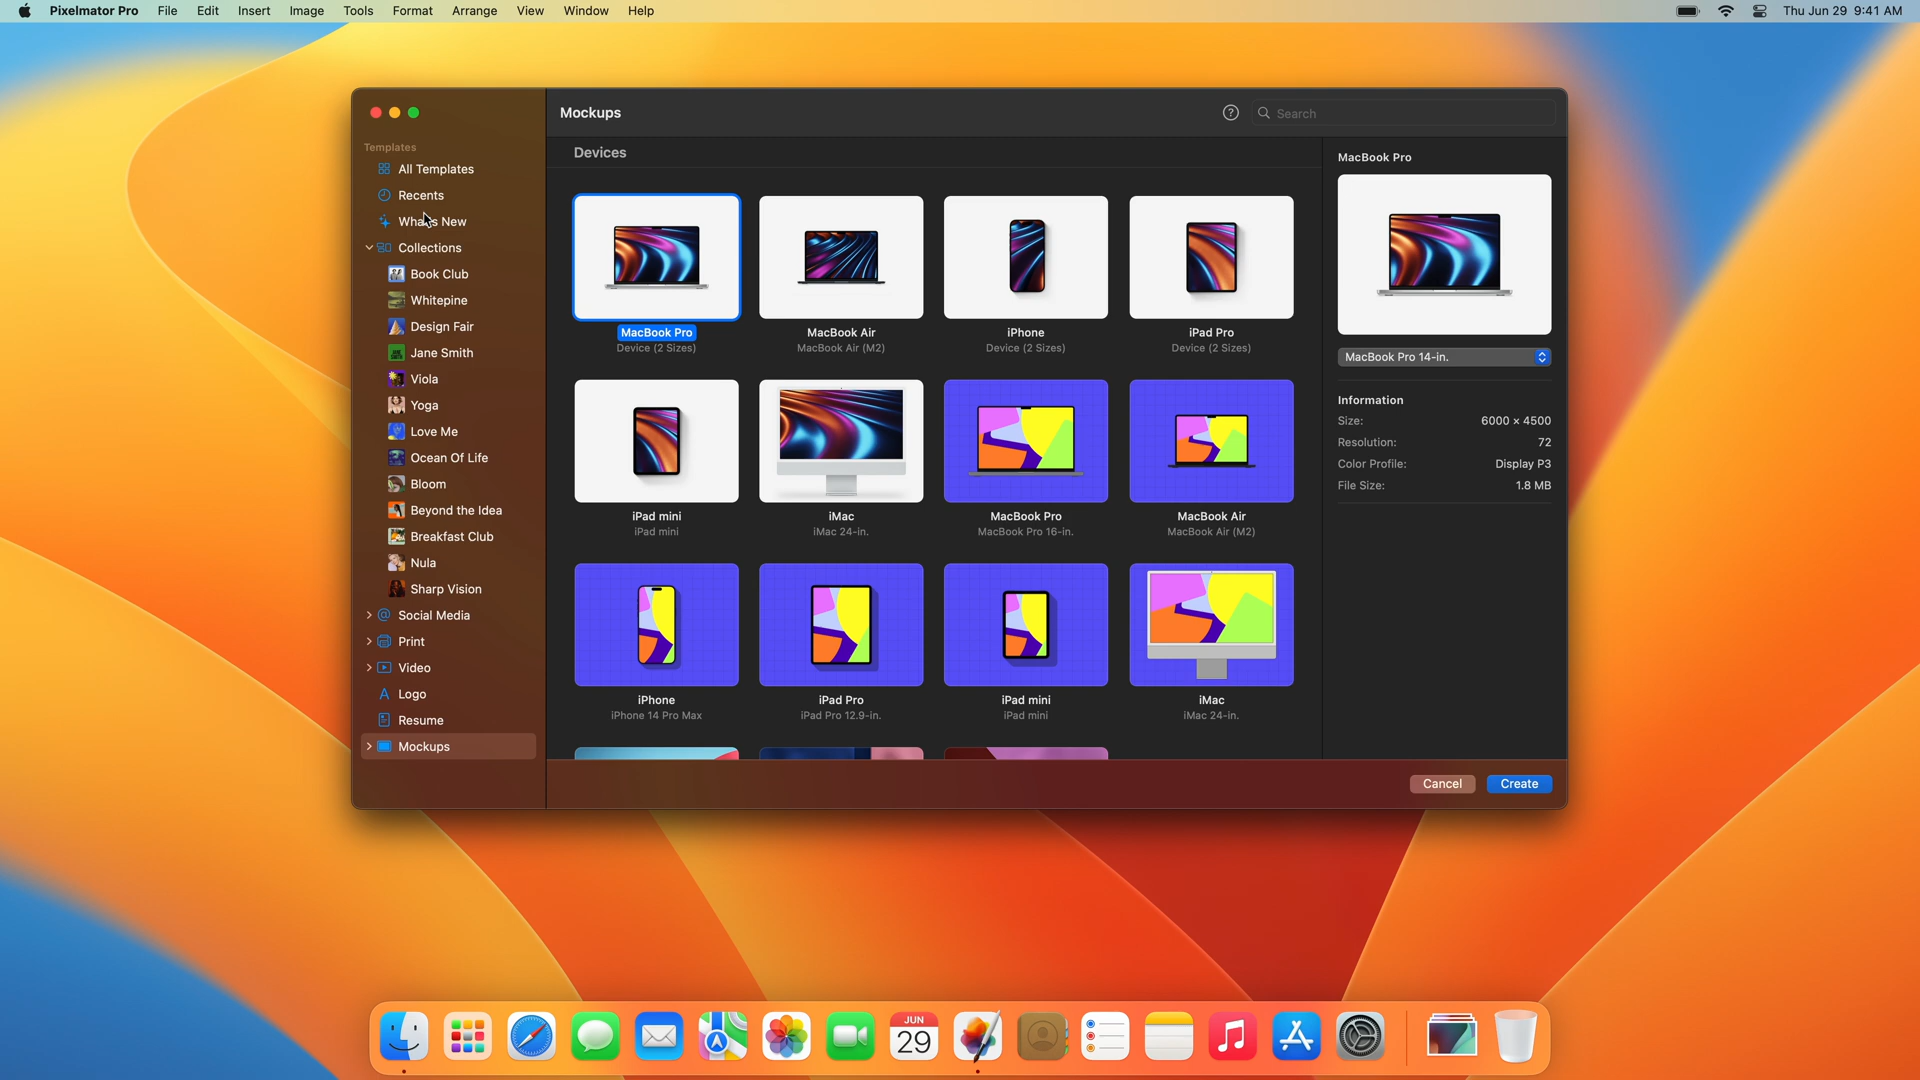 Pixelmator Pro File Edit Insert Image Tools Format Arrange View Window Help Thu Jun 29 9:41 AM
Mockups
Search
Templates
All Templates
Recents
What's New
Collections
Book Club
Whitepine
Design Fair
Jane Smith
Viola
Yoga
Love Me
Ocean Of Life
Bloom
Beyond the Idea
Breakfast Club
Nula
Sharp Vision
Social Media
Print
Video
Logo
Resume
Mockups
Devices
MacBook Pro
Device (2 Sizes)
MacBook Air
MacBook Air (M2)
iPhone
Device (2 Sizes)
iPad Pro
Device (2 Sizes)
iPad mini
iPad mini
iMac
iMac 24-in.
MacBook Pro
MacBook Pro 16-in.
MacBook Air
MacBook Air (M2)
iPhone
iPhone 14 Pro Max
iPad Pro
iPad Pro 12.9-in.
iPad mini
iPad mini
iMac
iMac 24-in.
MacBook Pro
MacBook Pro 14-in.
Information
Size: 6000 × 4500
Resolution: 72
Color Profile: Display P3
File Size: 1.8 MB
Cancel Create
JUN
29